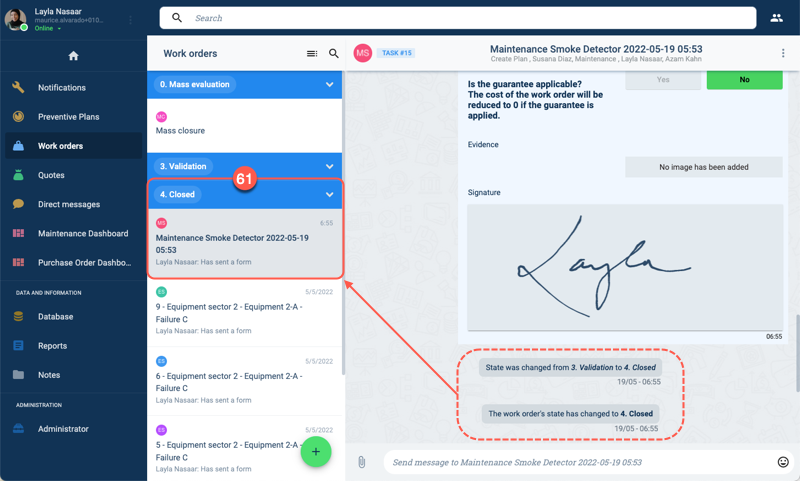 Layla Nasaar
maurice.alvarado+010...
Online
Notifications
Preventive Plans
Work orders
Quotes
Direct messages
Maintenance Dashboard
Purchase Order Dashbo...
DATA AND INFORMATION
Database
Reports
Notes
ADMINISTRATION
Administrator
Search
Work orders
0. Mass evaluation
MC
Mass closure
3. Validation
61
4. Closed
MS
6:55
Maintenance Smoke Detector 2022-05-19
05:53
Layla Nasaar: Has sent a form
ES
5/5/2022
9 - Equipment sector 2 - Equipment 2-A -
Failure C
Layla Nasaar: Has sent a form
ES
5/5/2022
6 - Equipment sector 2 - Equipment 2-A -
Failure C
Layla Nasaar: Has sent a form
ES
5/5/2022
5 - Equipment sector 2 - Equipment 2-A -
Failure C
Layla Nasaar: Has sent a form
MS
TASK #15
Maintenance Smoke Detector 2022-05-19 05:53
Create Plan , Susana Diaz, Maintenance , Layla Nasaar, Azam Kahn
Is the guarantee applicable?
The cost of the work order will be
reduced to 0 if the guarantee is
applied.
Yes
No
Evidence
No image has been added
Signature
Layla
06:55
State was changed from 3. Validation to 4. Closed
19/05 - 06:55
The work order's state has changed to 4. Closed
19/05 - 06:55
Send message to Maintenance Smoke Detector 2022-05-19 05:53